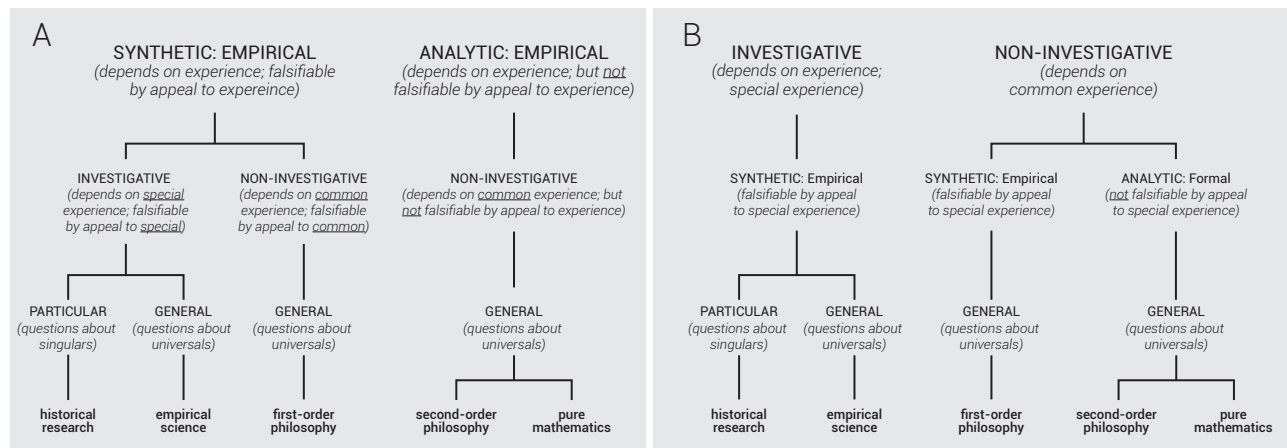 A
SYNTHETIC: EMPIRICAL
(depends on experience; falsifiable
by appeal to expereince)
ANALYTIC: EMPIRICAL
(depends on experience; but not
falsifiable by appeal to experience)
INVESTIGATIVE
(depends on special
experience; falsifiable
by appeal to special)
NON-INVESTIGATIVE
(depends on common
experience; falsifiable
by appeal to common)
NON-INVESTIGATIVE
(depends on common experience; but
not falsifiable by appeal to experience)
PARTICULAR
(questions about
singulars)
GENERAL
(questions about
universals)
GENERAL
(questions about
universals)
GENERAL
(questions about
universals)
historical
research
empirical
science
first-order
philosophy
second-order
philosophy
pure
mathematics
B
INVESTIGATIVE
(depends on experience;
special experience)
NON-INVESTIGATIVE
(depends on
common experience)
SYNTHETIC: Empirical
(falsifiable by appeal
to special experience)
SYNTHETIC: Empirical
(falsifiable by appeal
to special experience)
ANALYTIC: Formal
(not falsifiable by appeal
to special experience)
PARTICULAR
(questions about
singulars)
GENERAL
(questions about
universals)
GENERAL
(questions about
universals)
GENERAL
(questions about
universals)
historical
research
empirical
science
first-order
philosophy
second-order
philosophy
pure
mathematics